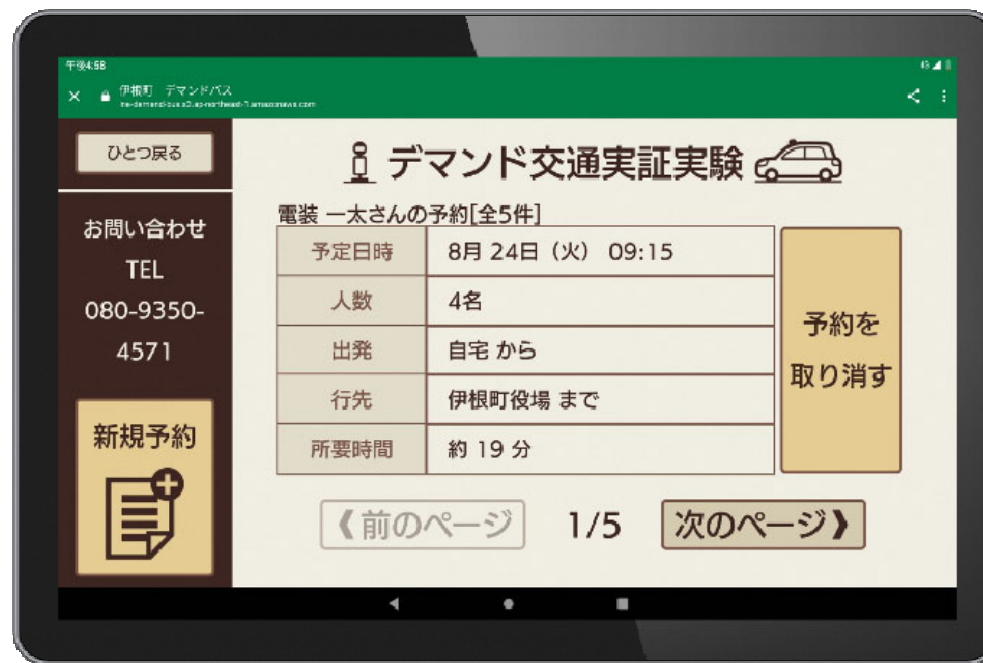 午後4:58
伊根町 デマンドバス
ひとつ戻る
デマンド交通実証実験
お問い合わせ
TEL
080-9350-
4571
新規予約
電装 一太さんの予約[全5件]
予定日時 8月 24日（火） 09:15
人数 4名
出発 自宅 から
行先 伊根町役場 まで
所要時間 約 19 分
予約を
取り消す
《前のページ 1/5 次のページ》